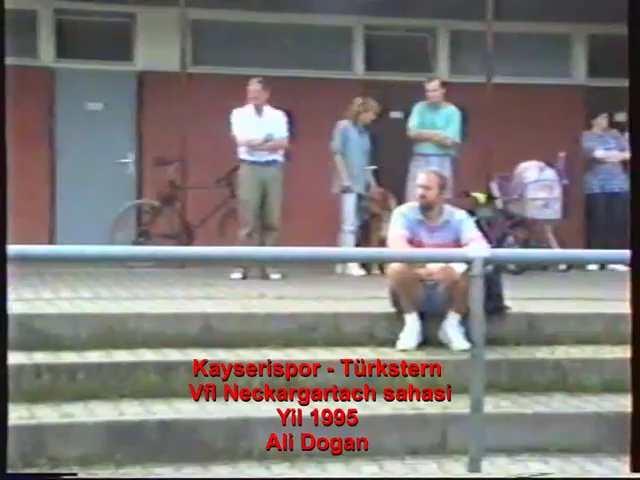 Kayserispor - Türkstern
Vfl Neckargartach sahasi
Yil 1995
Ali Dogan